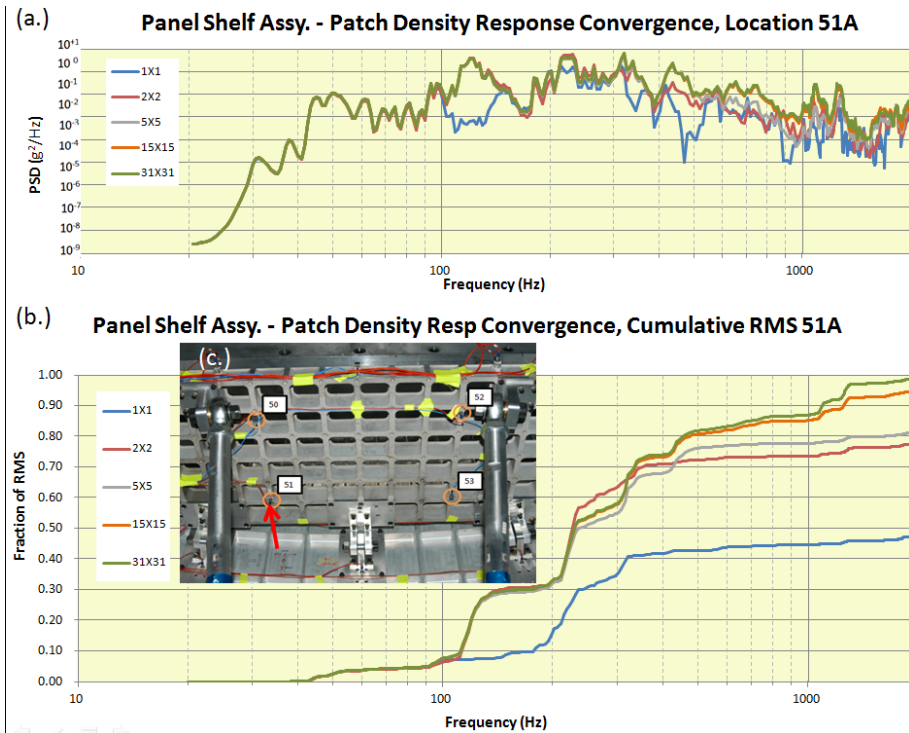 (a.)
Panel Shelf Assy. - Patch Density Response Convergence, Location 51A
10+1
10 0
10-1
10-2
10-3
10-4
10-5
10-6
10-7
10-8
10-9
PSD (g²/Hz)
1X1
2X2
5X5
15X15
31X31
10
100
1000
Frequency (Hz)
(b.)
Panel Shelf Assy. - Patch Density Resp Convergence, Cumulative RMS 51A
(c.)
1.00
0.90
0.80
0.70
0.60
0.50
0.40
0.30
0.20
0.10
0.00
Fraction of RMS
1X1
2X2
5X5
15X15
31X31
50
52
51
53
10
100
1000
Frequency (Hz)